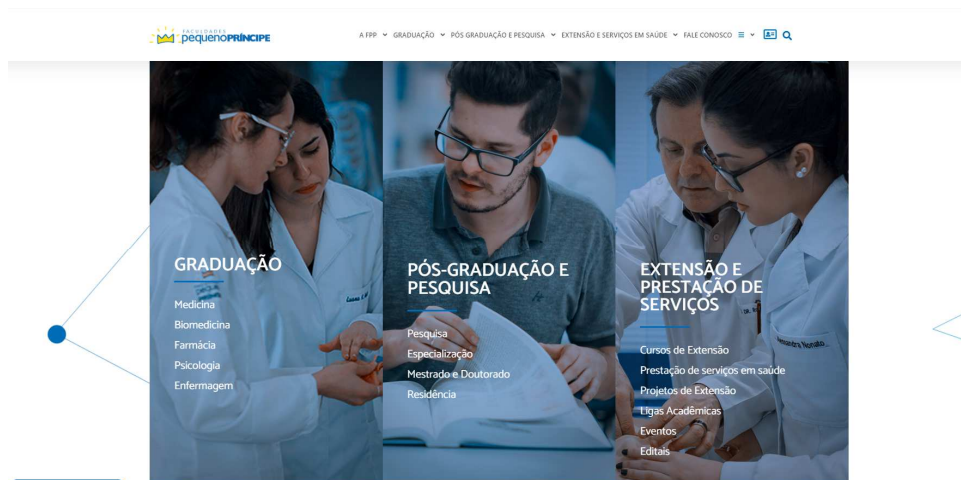 FACULDADES
pequenoPRÍNCIPE
A FPP GRADUAÇÃO PÓS GRADUAÇÃO E PESQUISA EXTENSÃO E SERVIÇOS EM SAÚDE FALE CONOSCO
GRADUAÇÃO
Medicina
Biomedicina
Farmácia
Psicologia
Enfermagem
PÓS-GRADUAÇÃO E
PESQUISA
Pesquisa
Especialização
Mestrado e Doutorado
Residência
EXTENSÃO E
PRESTAÇÃO DE
SERVIÇOS
Cursos de Extensão
Prestação de serviços em saúde
Projetos de Extensão
Ligas Acadêmicas
Eventos
Editais